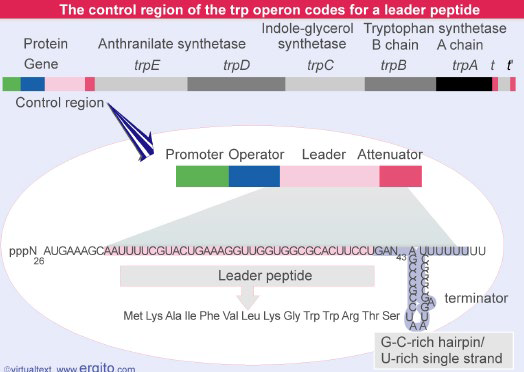 The control region of the trp operon codes for a leader peptide
Protein
Gene
Anthranilate synthetase
Indole-glycerol
synthetase
Tryptophan synthetase
B chain A chain
trpE trpD trpC trpB trpA t t'
Control region
Promoter Operator Leader Attenuator
pppN AUGAAAGCAAUUUUCGUACUGAAAGGUUGGUGGCGCACUUCCUGAN
26
43
A UUUUUUUU
Leader peptide
Met Lys Ala Ile Phe Val Leu Lys Gly Trp Trp Arg Thr Ser
terminator
G-C-rich hairpin/
U-rich single strand
©virtualtext www.ergito.com